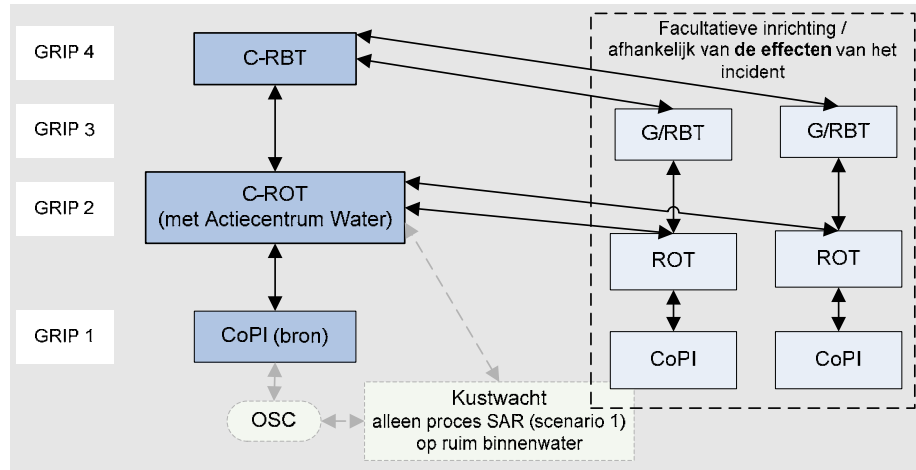 GRIP 4
C-RBT
Facultatieve inrichting /
afhankelijk van de effecten van het
incident
GRIP 3
G/RBT
G/RBT
GRIP 2
C-ROT
(met Actiecentrum Water)
ROT
ROT
GRIP 1
CoPI (bron)
CoPI
CoPI
OSC
Kustwacht
alleen proces SAR (scenario 1)
op ruim binnenwater